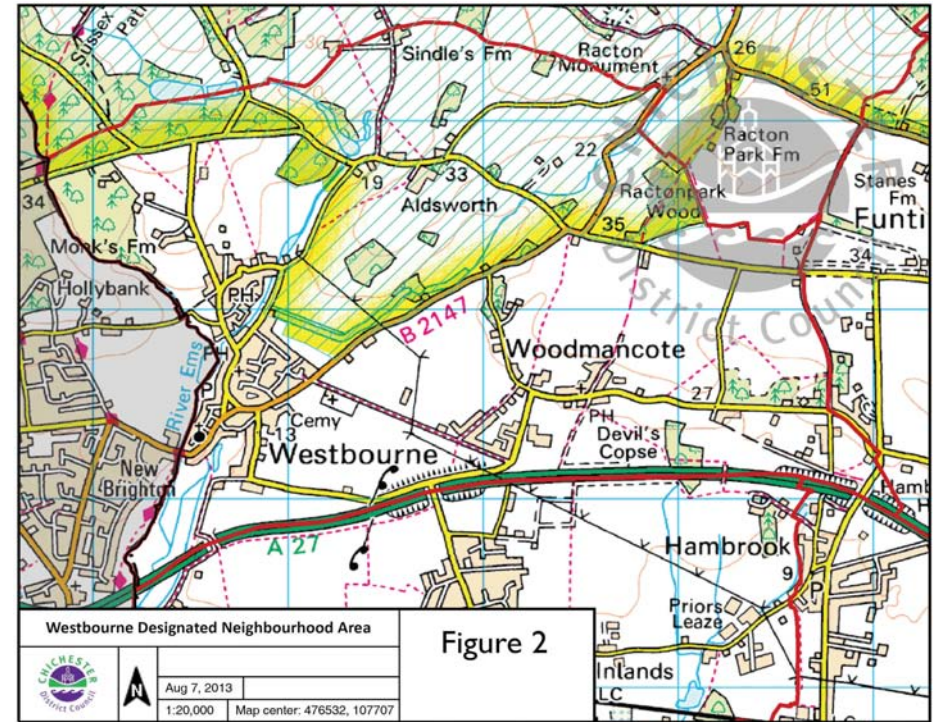 Sussex
Pat
30
Sindle's Fm
Racton
Monument
26
51
Racton
Park Fm
22
33
19
Aldsworth
Ractonpark
Wood
Stanes
Fm
Funti
34
35
34
Monk's Fm
Hollybank
PH
PH
B 2147
River Ems
Woodmancote
27
PH
Cemy
13
Devil's
Copse
Westbourne
New
Brighton
Hamb
H
A 27
Hambrook
9
P
Priors
Leaze
Inlands
LC
CHICHESTER
District Council
Westbourne Designated Neighbourhood Area
Figure 2
CHICHESTER
District Council
N
Aug 7, 2013
1:20,000
Map center: 476532, 107707